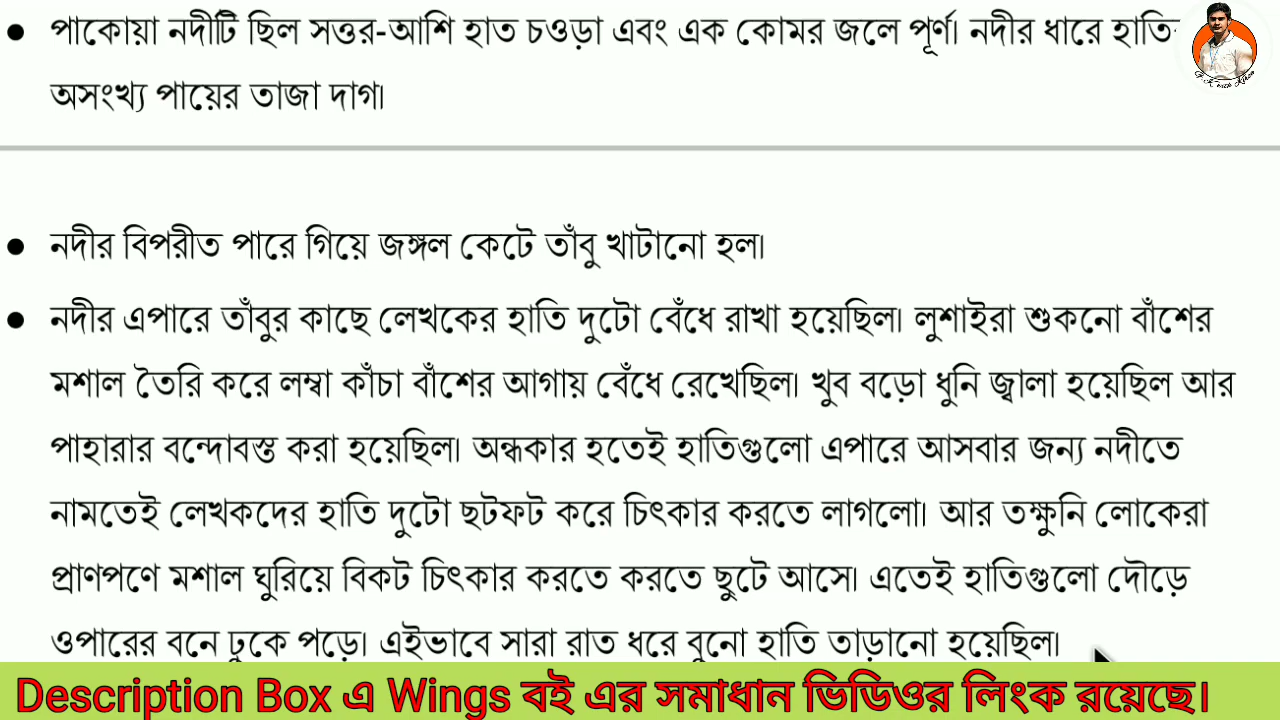 ● পাকোয়া নদীটি ছিল সত্তর-আশি হাত চওড়া এবং এক কোমর জলে পূর্ণ। নদীর ধারে হাতি-
অসংখ্য পায়ের তাজা দাগ।
● নদীর বিপরীত পারে গিয়ে জঙ্গল কেটে তাঁবু খাটানো হল।
● নদীর এপারে তাঁবুর কাছে লেখকের হাতি দুটো বেঁধে রাখা হয়েছিল। লুশাইরা শুকনো বাঁশের
মশাল তৈরি করে লম্বা কাঁচা বাঁশের আগায় বেঁধে রেখেছিল। খুব বড়ো ধুনি জ্বালা হয়েছিল আর
পাহারার বন্দোবস্ত করা হয়েছিল। অন্ধকার হতেই হাতিগুলো এপারে আসবার জন্য নদীতে
নামতেই লেখকদের হাতি দুটো ছটফট করে চিৎকার করতে লাগলো। আর তক্ষুনি লোকেরা
প্রাণপণে মশাল ঘুরিয়ে বিকট চিৎকার করতে করতে ছুটে আসে। এতেই হাতিগুলো দৌড়ে
ওপারের বনে ঢুকে পড়ে। এইভাবে সারা রাত ধরে বুনো হাতি তাড়ানো হয়েছিল।
Description Box এ Wings বই এর সমাধান ভিডিওর লিংক রয়েছে।